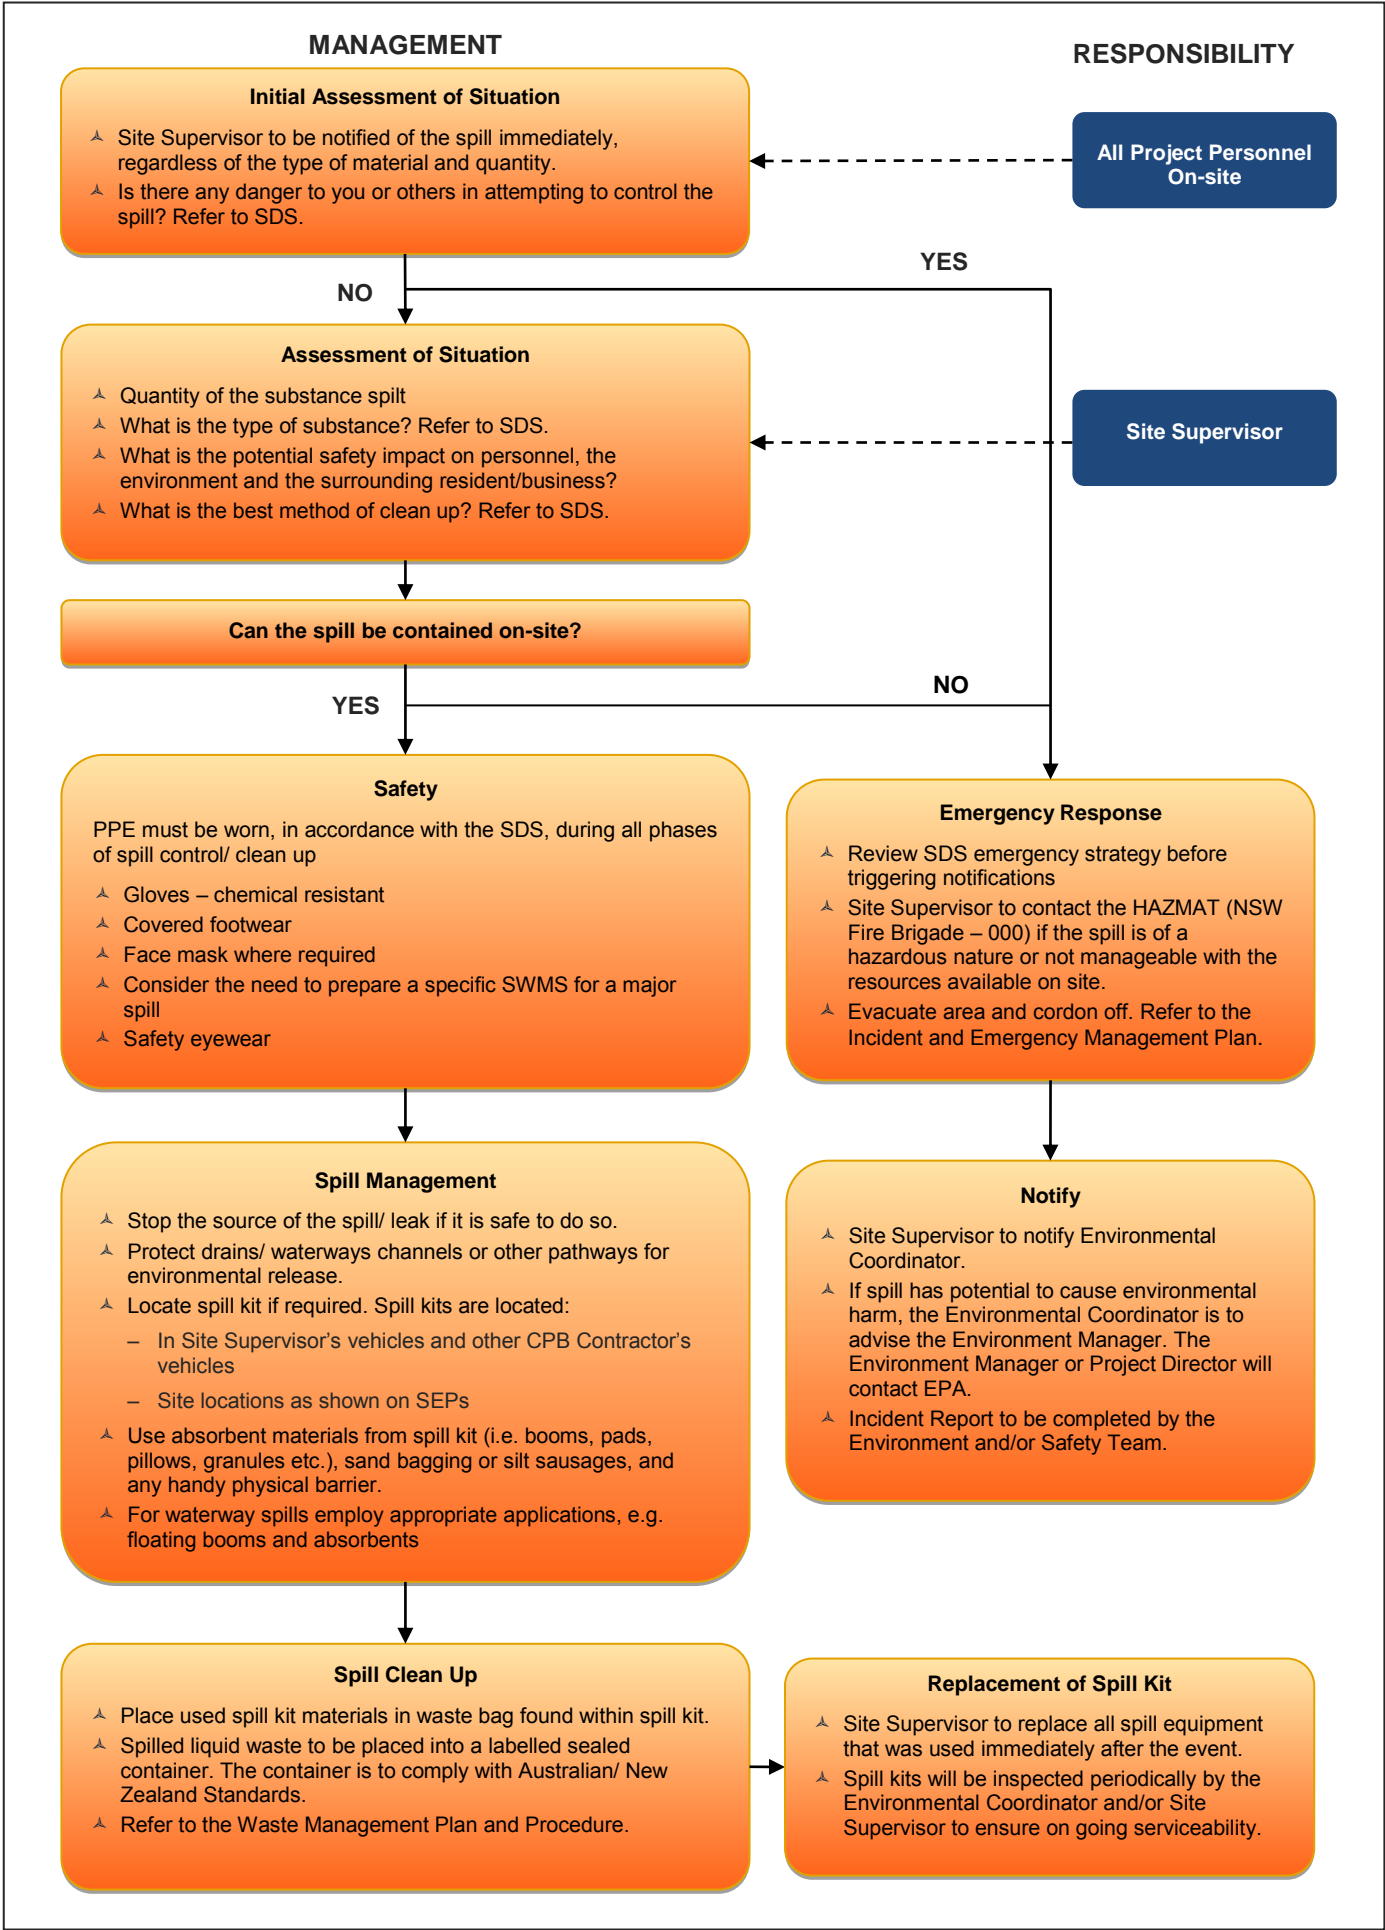 MANAGEMENT
RESPONSIBILITY
Initial Assessment of Situation
Site Supervisor to be notified of the spill immediately,
regardless of the type of material and quantity.
Is there any danger to you or others in attempting to control the
spill? Refer to SDS.
All Project Personnel
On-site
YES
NO
Assessment of Situation
Quantity of the substance spilt
What is the type of substance? Refer to SDS.
What is the potential safety impact on personnel, the
environment and the surrounding resident/business?
What is the best method of clean up? Refer to SDS.
Site Supervisor
Can the spill be contained on-site?
NO
YES
Safety
PPE must be worn, in accordance with the SDS, during all phases
of spill control/ clean up
Gloves – chemical resistant
Covered footwear
Face mask where required
Consider the need to prepare a specific SWMS for a major
spill
Safety eyewear
Emergency Response
Review SDS emergency strategy before
triggering notifications
Site Supervisor to contact the HAZMAT (NSW
Fire Brigade – 000) if the spill is of a
hazardous nature or not manageable with the
resources available on site.
Evacuate area and cordon off. Refer to the
Incident and Emergency Management Plan.
Spill Management
Stop the source of the spill/ leak if it is safe to do so.
Protect drains/ waterways channels or other pathways for
environmental release.
Locate spill kit if required. Spill kits are located:
– In Site Supervisor's vehicles and other CPB Contractor's
vehicles
– Site locations as shown on SEPs
Use absorbent materials from spill kit (i.e. booms, pads,
pillows, granules etc.), sand bagging or silt sausages, and
any handy physical barrier.
For waterway spills employ appropriate applications, e.g.
floating booms and absorbents
Notify
Site Supervisor to notify Environmental
Coordinator.
If spill has potential to cause environmental
harm, the Environmental Coordinator is to
advise the Environment Manager. The
Environment Manager or Project Director will
contact EPA.
Incident Report to be completed by the
Environment and/or Safety Team.
Spill Clean Up
Place used spill kit materials in waste bag found within spill kit.
Spilled liquid waste to be placed into a labelled sealed
container. The container is to comply with Australian/ New
Zealand Standards.
Refer to the Waste Management Plan and Procedure.
Replacement of Spill Kit
Site Supervisor to replace all spill equipment
that was used immediately after the event.
Spill kits will be inspected periodically by the
Environmental Coordinator and/or Site
Supervisor to ensure on going serviceability.